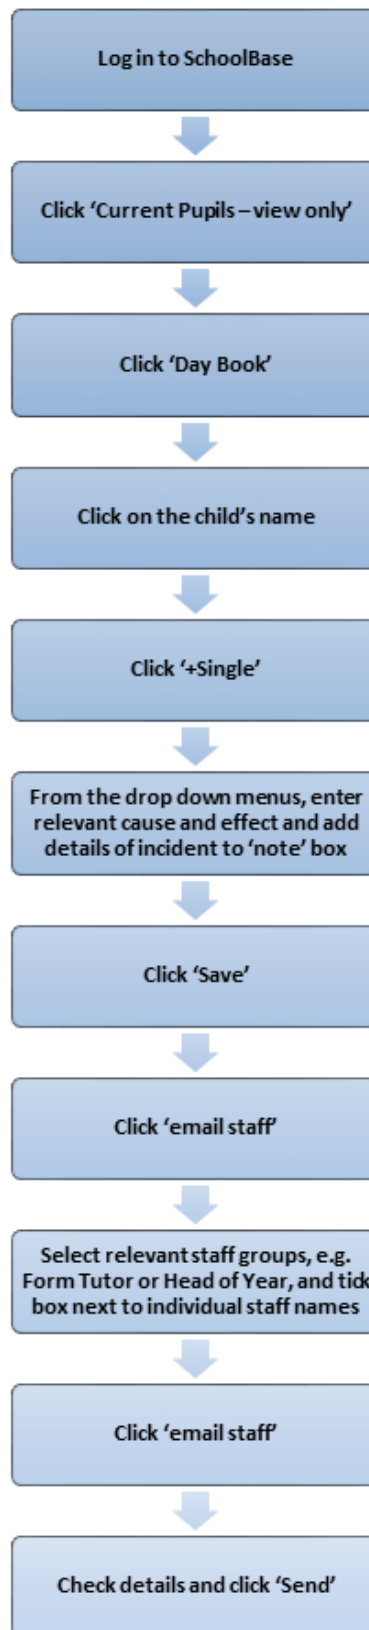 Log in to SchoolBase
Click ‘Current Pupils – view only’
Click ‘Day Book’
Click on the child’s name
Click ‘+Single’
From the drop down menus, enter
relevant cause and effect and add
details of incident to ‘note’ box
Click ‘Save’
Click ‘email staff’
Select relevant staff groups, e.g.
Form Tutor or Head of Year, and tick
box next to individual staff names
Click ‘email staff’
Check details and click ‘Send’